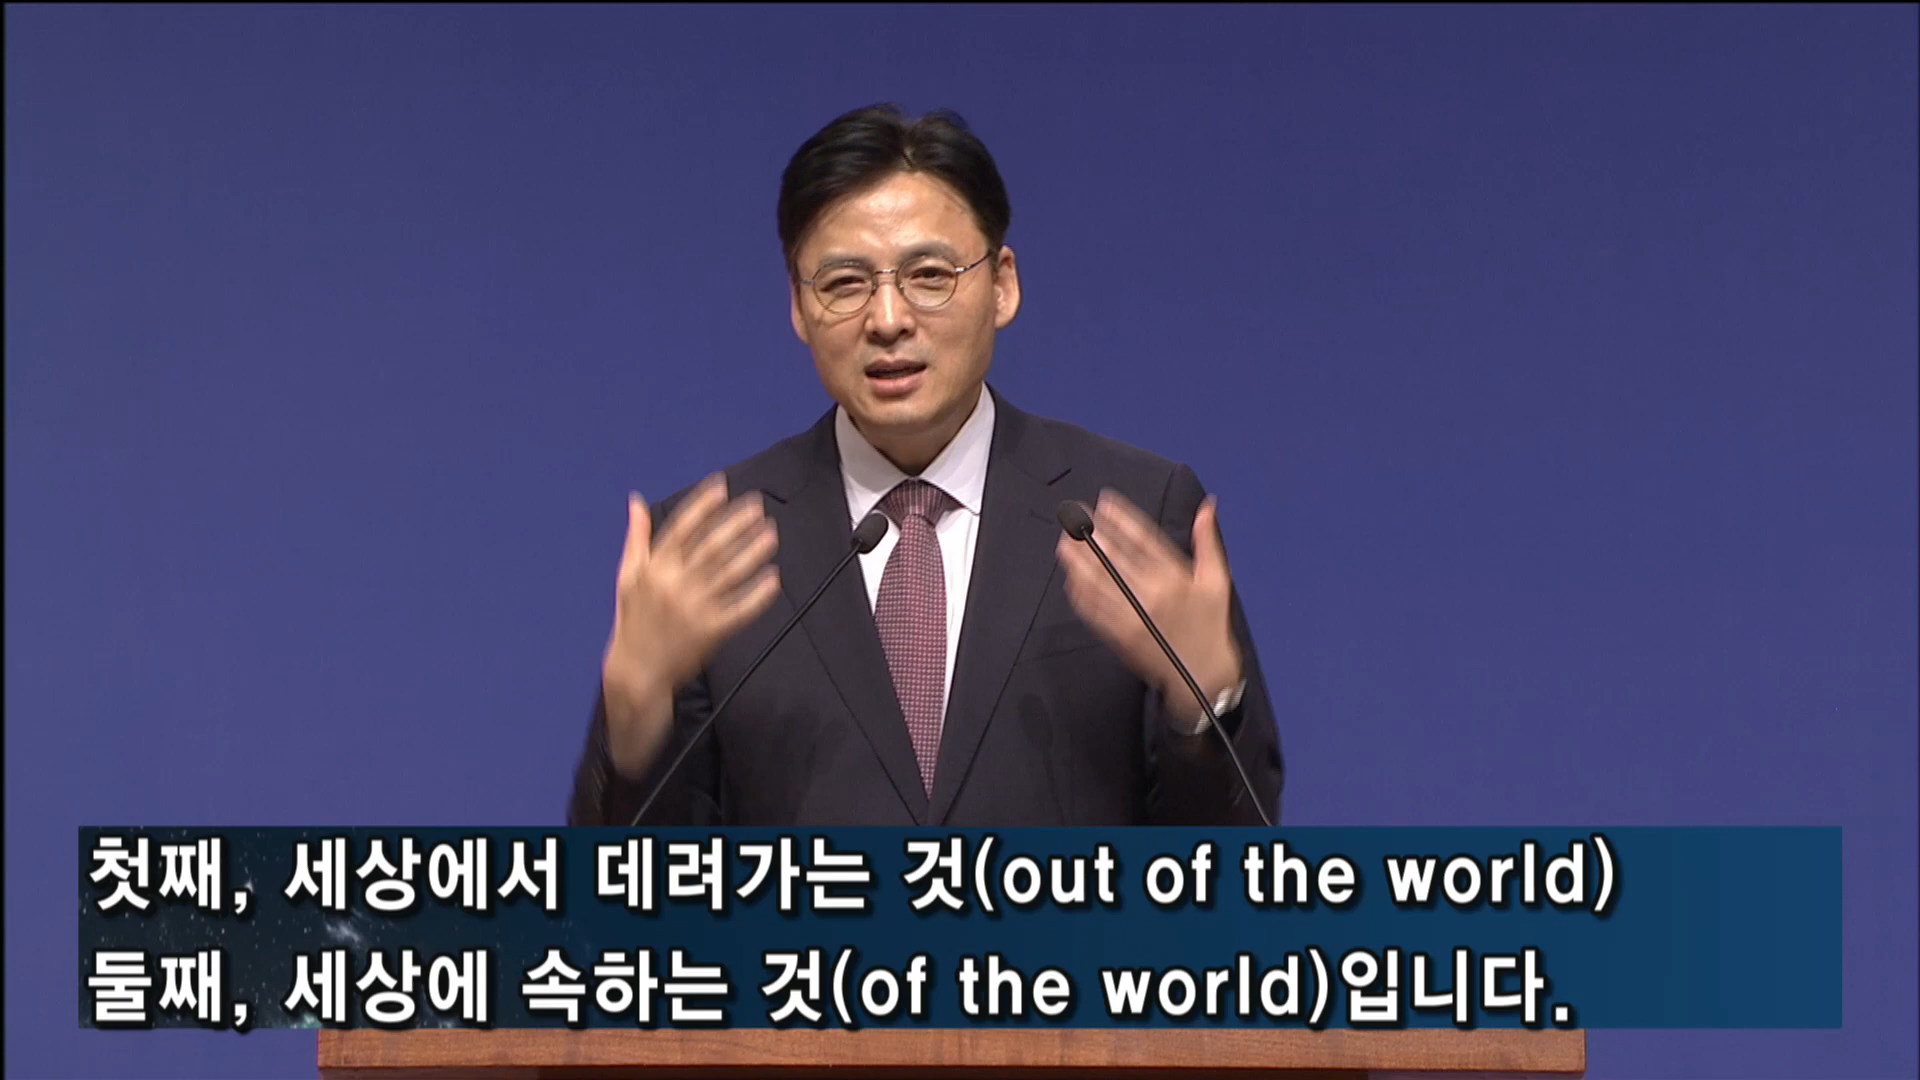 첫째, 세상에서 데려가는 것(out of the world)
둘째, 세상에 속하는 것(of the world)입니다.